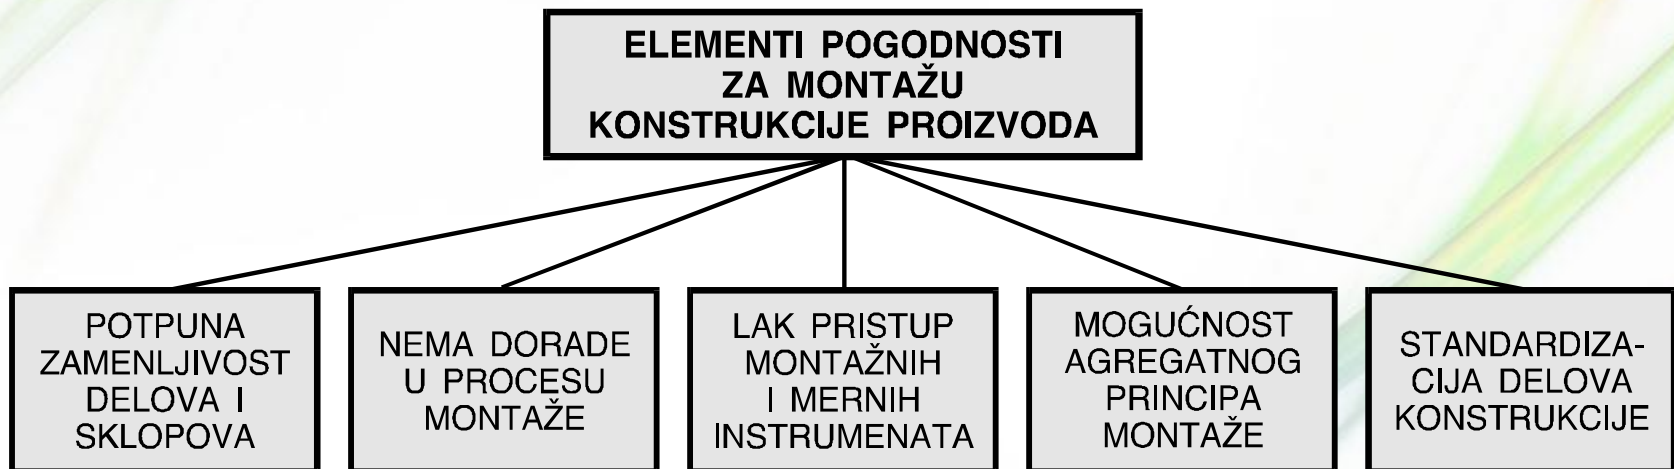 ELEMENTI POGODNOSTI
ZA MONTAŽU
KONSTRUKCIJE PROIZVODA
POTPUNA
ZAMENLJIVOST
DELOVA I
SKLOPOVA
NEMA DORADE
U PROCESU
MONTAŽE
LAK PRISTUP
MONTAŽNIH
I MERNIH
INSTRUMENATA
MOGUĆNOST
AGREGATNOG
PRINCIPA
MONTAŽE
STANDARDIZA-
CIJA DELOVA
KONSTRUKCIJE